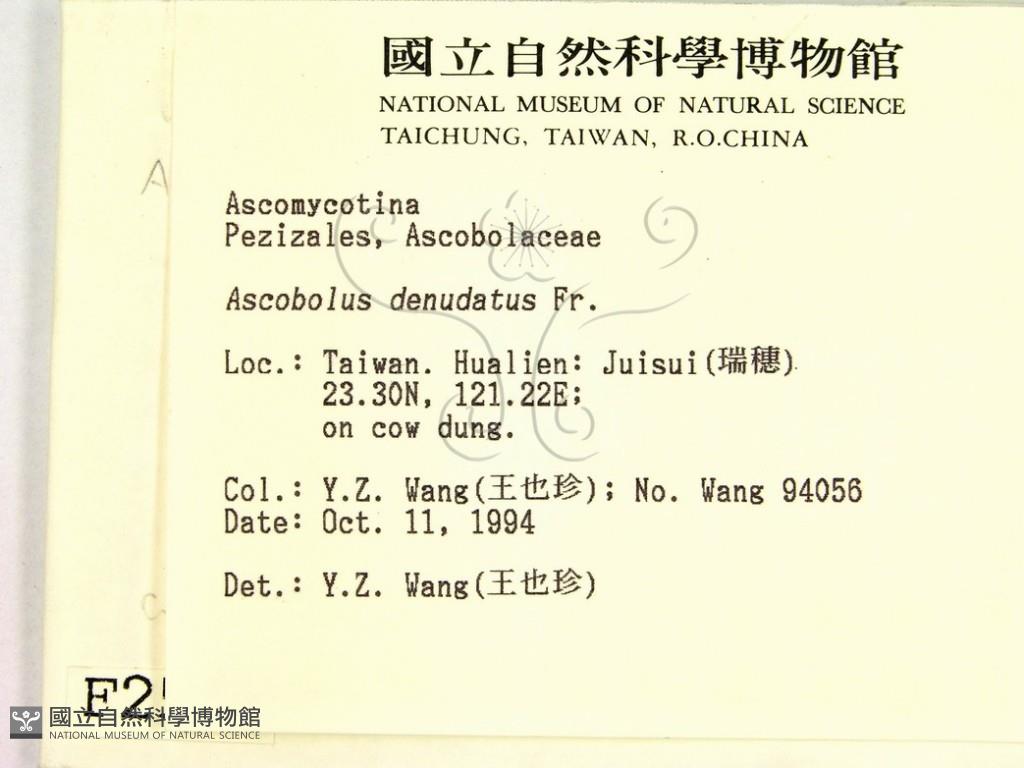 國立自然科學博物館
NATIONAL MUSEUM OF NATURAL SCIENCE
TAICHUNG, TAIWAN, R.O.CHINA
A
Ascomycotina
Pezizales, Ascobolaceae
Ascobolus denudatus Fr.
Loc.: Taiwan. Hualien: Juisui(瑞穗).
23.30N, 121.22E;
on cow dung.
Col.: Y.Z. Wang(王也珍); No. Wang 94056
Date: Oct. 11, 1994
Det.: Y.Z. Wang(王也珍)
F2
國立自然科學博物館
NATIONAL MUSEUM OF NATURAL SCIENCE